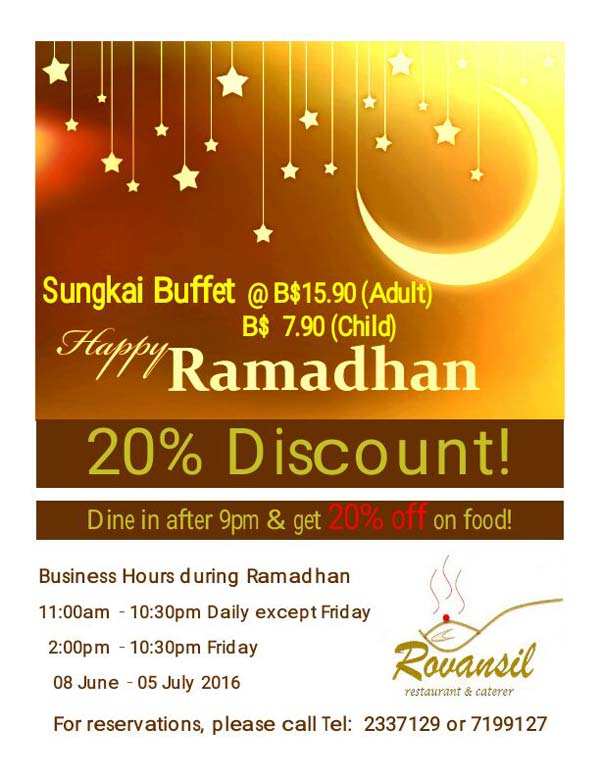 Sungkai Buffet @ B$15.90 (Adult)
B$ 7.90 (Child)
Happy Ramadhan
20% Discount!
Dine in after 9pm & get 20% off on food!
Business Hours during Ramadhan
11:00am - 10:30pm Daily except Friday
2:00pm - 10:30pm Friday
08 June - 05 July 2016
Rovansil
restaurant & caterer
For reservations, please call Tel: 2337129 or 7199127